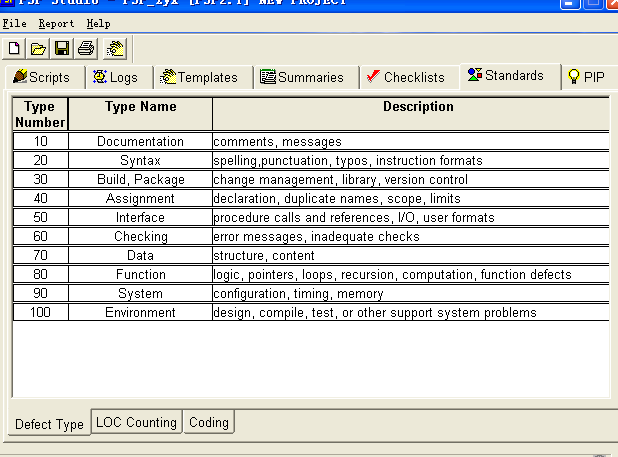 PSP Studio - PSP_zyx [PSP2.1] NEW PROJECT
File Report Help
Scripts Logs Templates Summaries Checklists Standards PIP
Type Number Type Name Description
10 Documentation comments, messages
20 Syntax spelling,punctuation, typos, instruction formats
30 Build, Package change management, library, version control
40 Assignment declaration, duplicate names, scope, limits
50 Interface procedure calls and references, I/O, user formats
60 Checking error messages, inadequate checks
70 Data structure, content
80 Function logic, pointers, loops, recursion, computation, function defects
90 System configuration, timing, memory
100 Environment design, compile, test, or other support system problems
Defect Type LOC Counting Coding